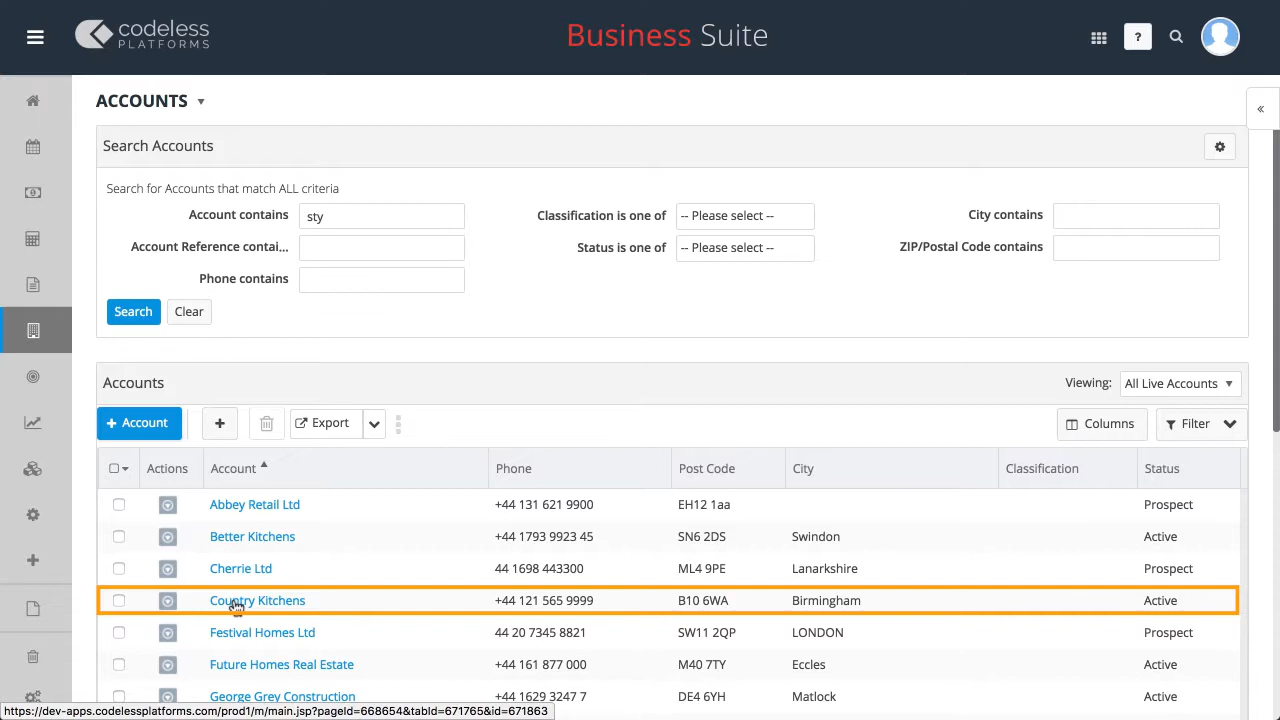 codeless
PLATFORMS
Business Suite
?
ACCOUNTS
«
Search Accounts
Search for Accounts that match ALL criteria
Account contains sty Classification is one of -- Please select -- City contains
Account Reference contai... Status is one of -- Please select -- ZIP/Postal Code contains
Phone contains
Search Clear
Accounts Viewing: All Live Accounts
+ Account + Export Columns Filter
Actions Account Phone Post Code City Classification Status
Abbey Retail Ltd +44 131 621 9900 EH12 1aa Prospect
Better Kitchens +44 1793 9923 45 SN6 2DS Swindon Active
Cherrie Ltd 44 1698 443300 ML4 9PE Lanarkshire Prospect
Country Kitchens +44 121 565 9999 B10 6WA Birmingham Active
Festival Homes Ltd 44 20 7345 8821 SW11 2QP LONDON Prospect
Future Homes Real Estate +44 161 877 000 M40 7TY Eccles Active
George Grey Construction +44 1629 3247 7 DE4 6YH Matlock Active
https://dev-apps.codelessplatforms.com/prod1/m/main.jsp?pageId=668654&tabId=671765&id=671863